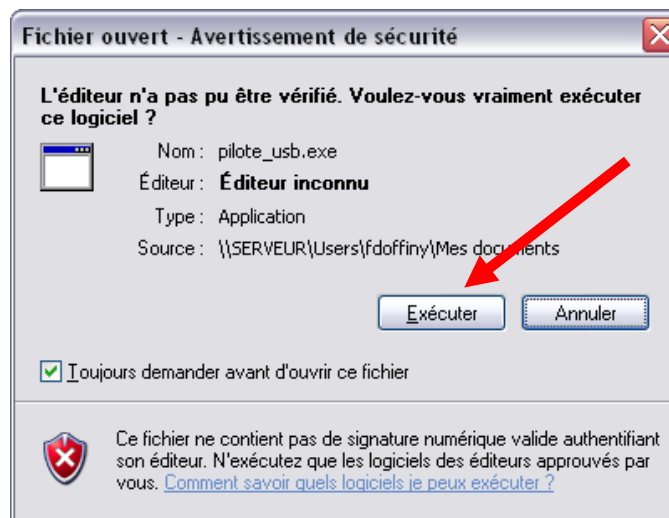 Fichier ouvert - Avertissement de sécurité
L'éditeur n'a pas pu être vérifié. Voulez-vous vraiment exécuter
ce logiciel ?
Nom : pilote_usb.exe
Éditeur : Éditeur inconnu
Type : Application
Source : \\SERVEUR\Users\fdoffiny\Mes documents
Exécuter Annuler
Toujours demander avant d'ouvrir ce fichier
Ce fichier ne contient pas de signature numérique valide authentifiant
son éditeur. N'exécutez que les logiciels des éditeurs approuvés par
vous. Comment savoir quels logiciels je peux exécuter ?